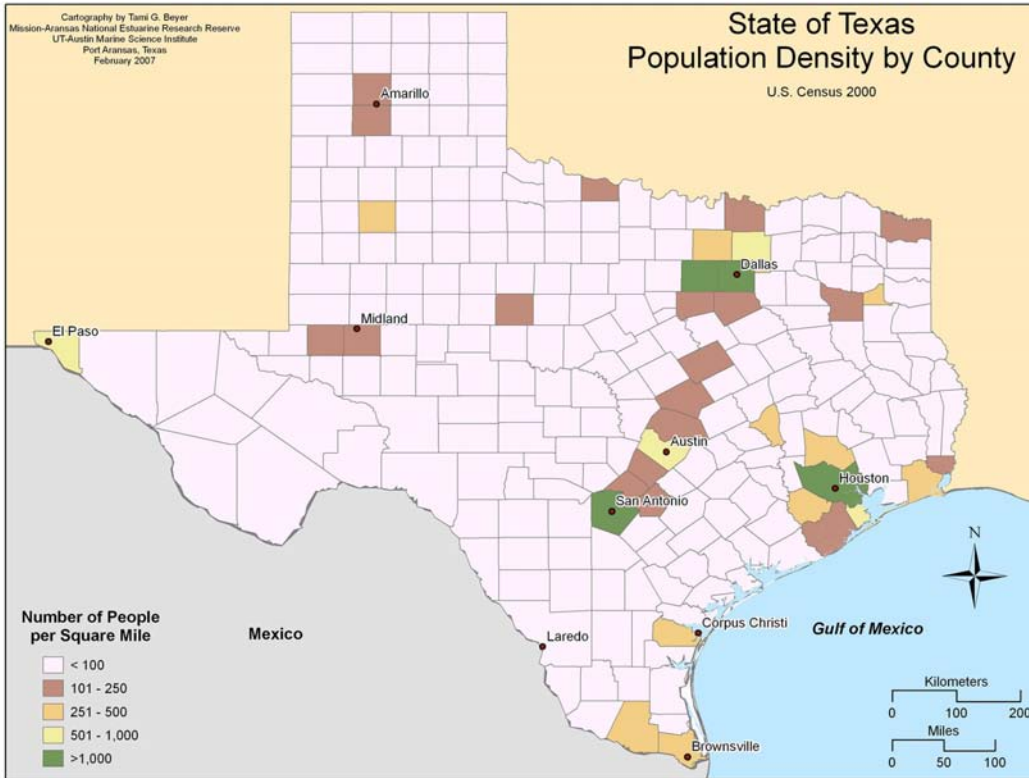 Cartography by Tami G. Beyer
Mission-Aransas National Estuarine Research Reserve
UT-Austin Marine Science Institute
Port Aransas, Texas
February 2007
State of Texas
Population Density by County
U.S. Census 2000
Amarillo
Dallas
Midland
El Paso
Austin
Houston
San Antonio
N
Corpus Christi
Laredo
Brownsville
Mexico
Gulf of Mexico
Number of People
per Square Mile
< 100
101 - 250
251 - 500
501 - 1,000
>1,000
Kilometers
0 100 200
Miles
0 50 100